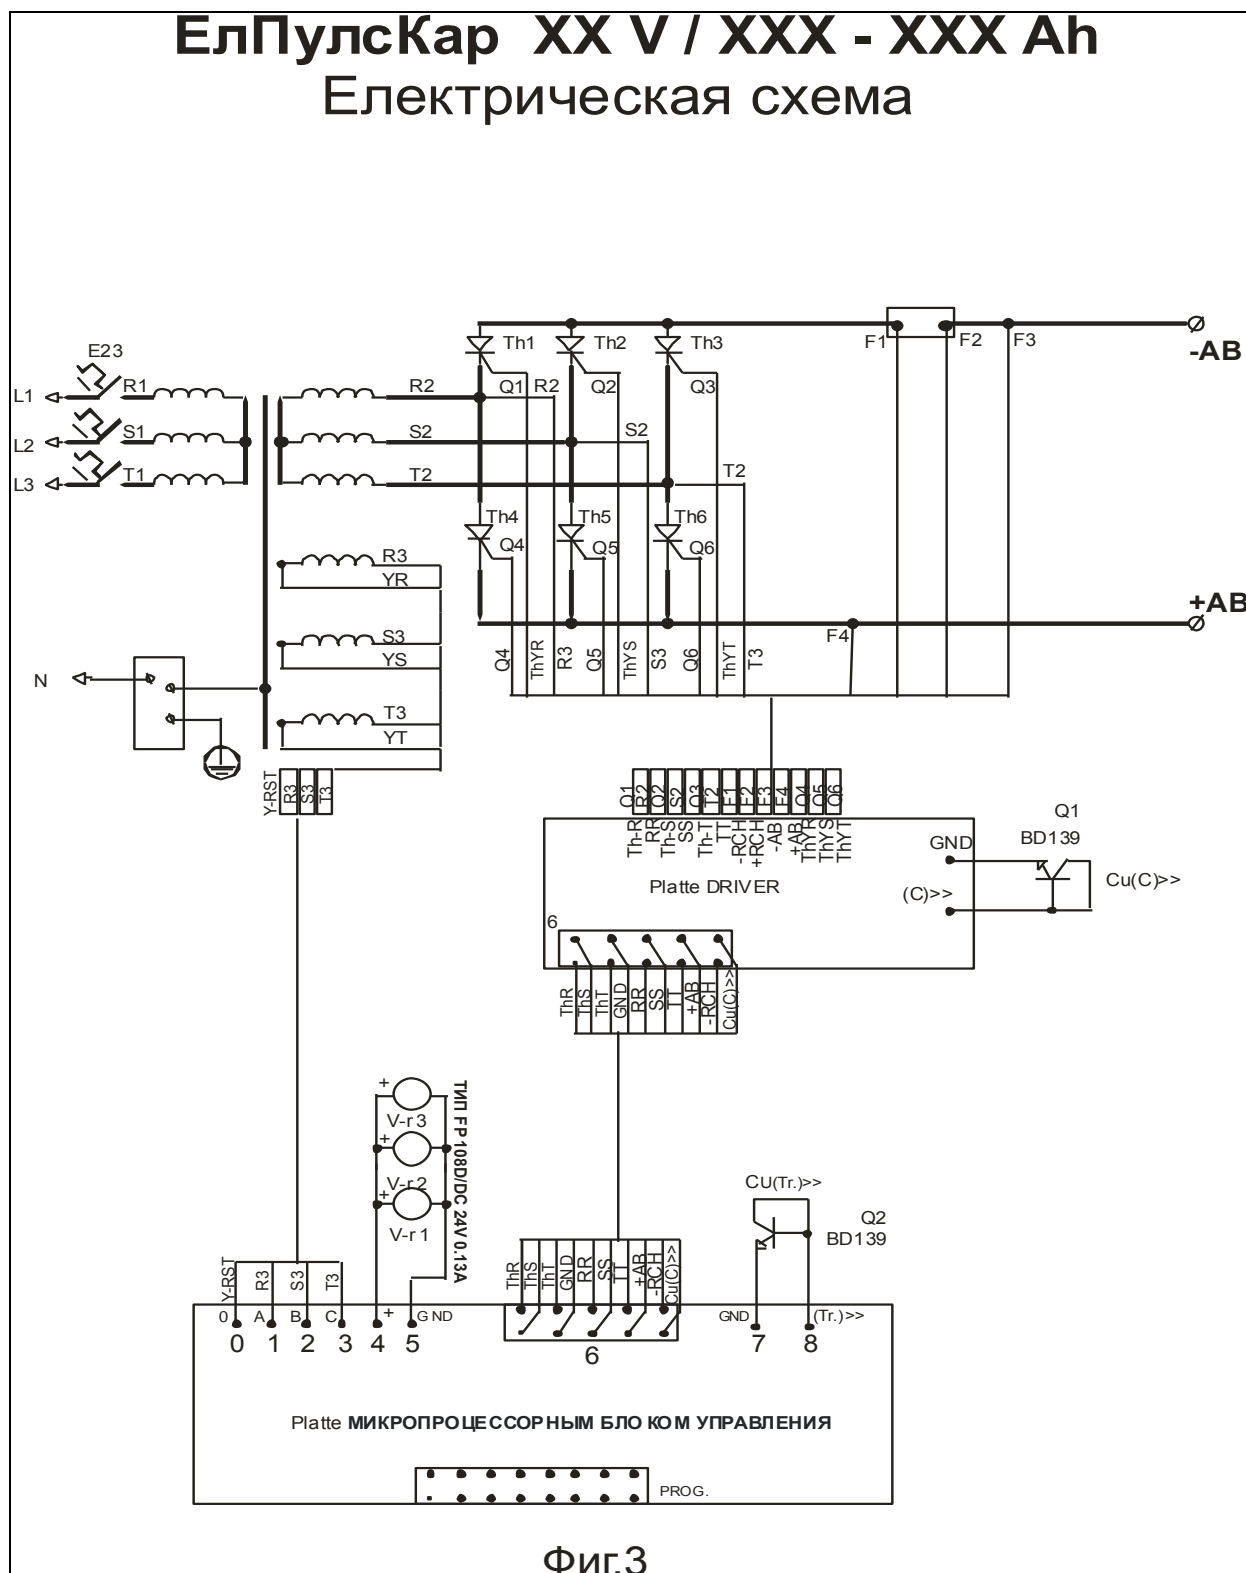 ЕлПулсКар XX V / XXX - XXX Ah
Електрическая схема
E23
L1
R1
R2
L2
S1
S2
L3
T1
T2
Th1
Th2
Th3
Q1
R2
Q2
Q3
S2
T2
F1
F2
F3
-AB
Th4
Th5
Th6
Q4
Q5
Q6
R3
YR
S3
YS
T3
YT
+AB
F4
Q4
ThYR
R3
Q5
ThYS
S3
Q6
ThYT
T3
N
Y-RST
R3
S3
T3
Q1
R2
Q2
S2
Q3
T2
F1
F2
F3
F4
Q4
Q5
Q6
Th-R
RR
Th-S
SS
Th-T
TT
-RCH
+RCH
-AB
+AB
ThYR
ThYS
ThYT
Platte DRIVER
GND
(C)>>
Q1
BD139
Cu(C)>>
6
ThR
ThS
ThT
GND
RR
SS
TT
+AB
-RCH
Cu(C)>>
+
V-r3
+
V-r2
+
V-r1
ТИП FP 108D/DC 24V 0.13A
CU(Tr.)>>
Q2
BD139
ThR
ThS
ThT
GND
RR
SS
TT
+AB
-RCH
Cu(C)>>
Y-RST
R3
S3
T3
0 A B C + GND
GND
(Tr.)>>
0 1 2 3 4 5 6 7 8
Platte МИКРОПРОЦЕССОРНЫМ БЛОКОМ УПРАВЛЕНИЯ
PROG.
Фиг.3